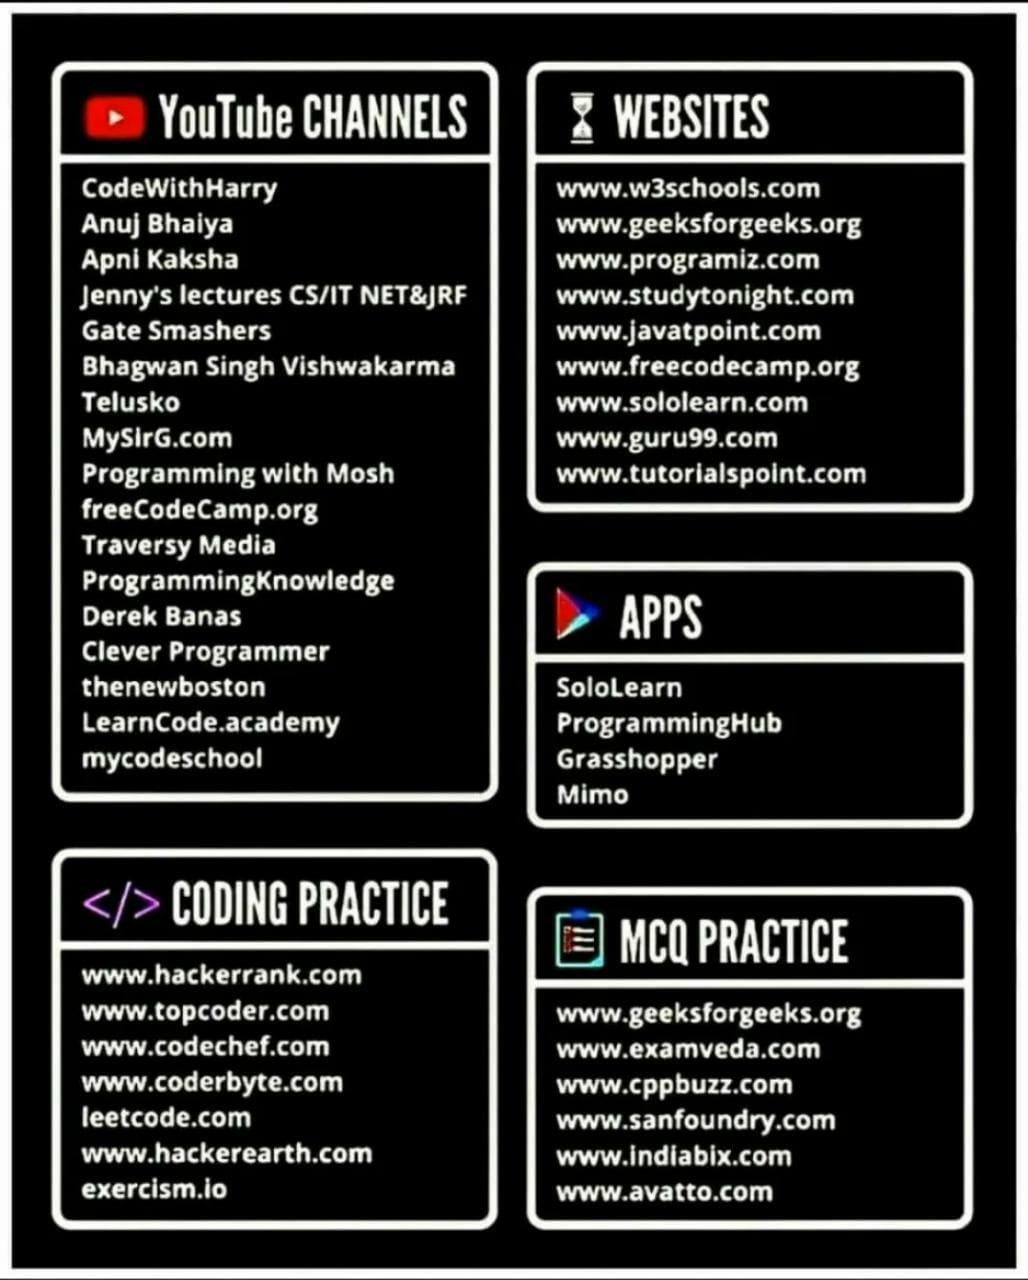 YouTube CHANNELS
CodeWithHarry
Anuj Bhaiya
Apni Kaksha
Jenny's lectures CS/IT NET&JRF
Gate Smashers
Bhagwan Singh Vishwakarma
Telusko
MySirG.com
Programming with Mosh
freeCodeCamp.org
Traversy Media
ProgrammingKnowledge
Derek Banas
Clever Programmer
thenewboston
LearnCode.academy
mycodeschool
</> CODING PRACTICE
www.hackerrank.com
www.topcoder.com
www.codechef.com
www.coderbyte.com
leetcode.com
www.hackerearth.com
exercism.io
WEBSITES
www.w3schools.com
www.geeksforgeeks.org
www.programiz.com
www.studytonight.com
www.javatpoint.com
www.freecodecamp.org
www.sololearn.com
www.guru99.com
www.tutorialspoint.com
APPS
SoloLearn
ProgrammingHub
Grasshopper
Mimo
MCQ PRACTICE
www.geeksforgeeks.org
www.examveda.com
www.cppbuzz.com
www.sanfoundry.com
www.indiabix.com
www.avatto.com